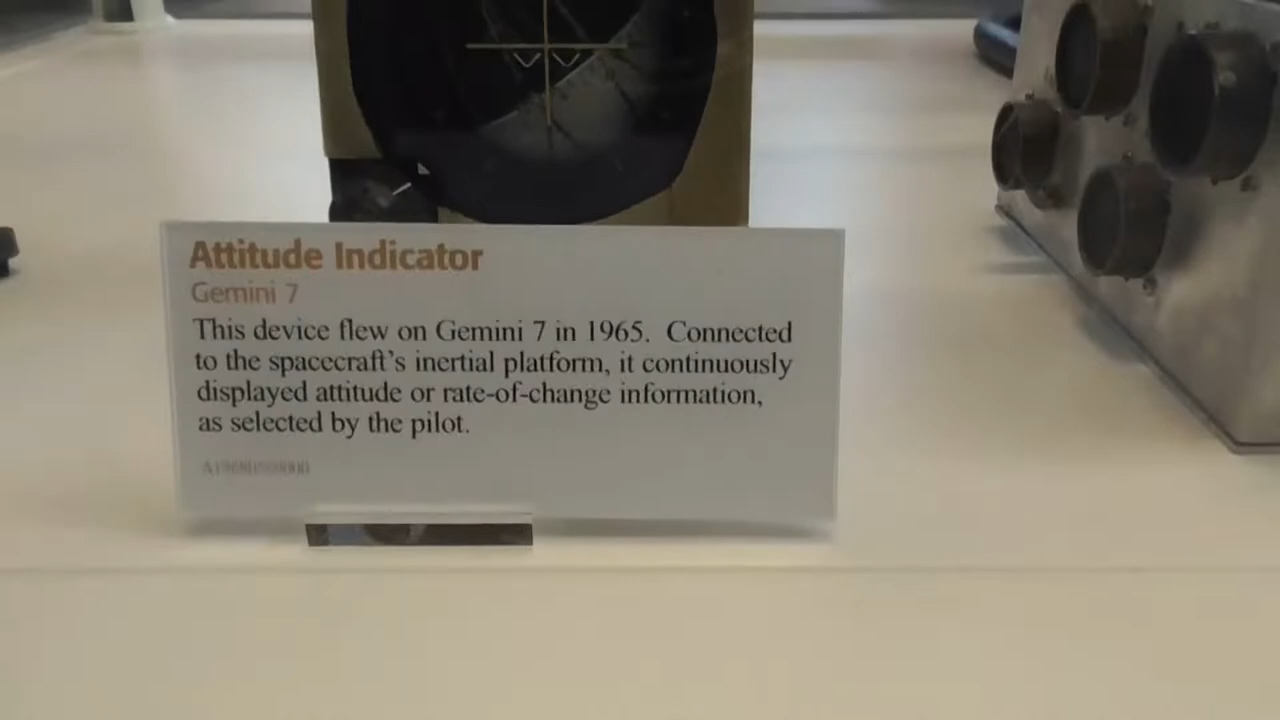 Attitude Indicator
Gemini 7
This device flew on Gemini 7 in 1965. Connected
to the spacecraft's inertial platform, it continuously
displayed attitude or rate-of-change information,
as selected by the pilot.